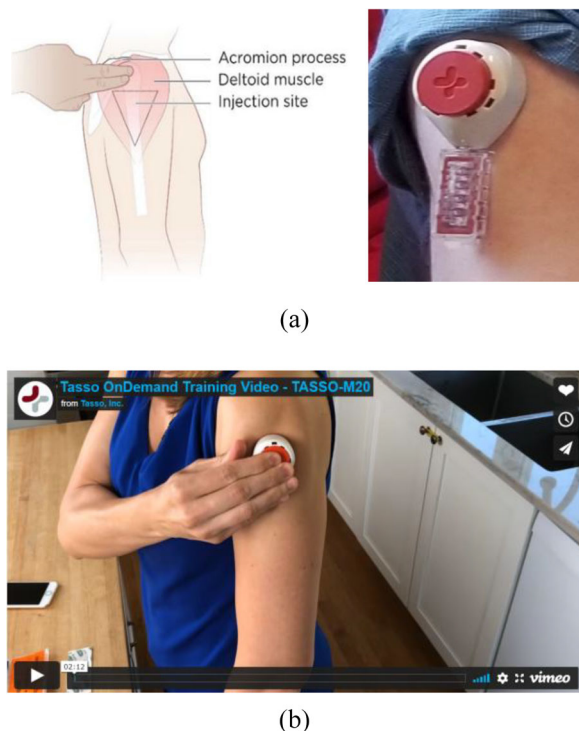 Acromion process
Deltoid muscle
Injection site
(a)
Tasso OnDemand Training Video - TASSO-M20
from Tasso, Inc.
02:12
vimeo
(b)